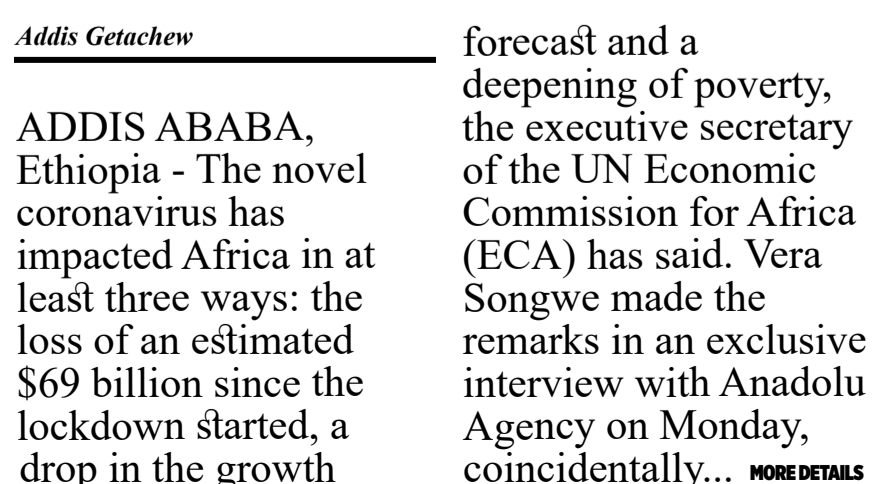 Addis Getachew
ADDIS ABABA,
Ethiopia - The novel
coronavirus has
impacted Africa in at
least three ways: the
loss of an estimated
$69 billion since the
lockdown started, a
drop in the growth
forecast and a
deepening of poverty,
the executive secretary
of the UN Economic
Commission for Africa
(ECA) has said. Vera
Songwe made the
remarks in an exclusive
interview with Anadolu
Agency on Monday,
coincidentally... MORE DETAILS